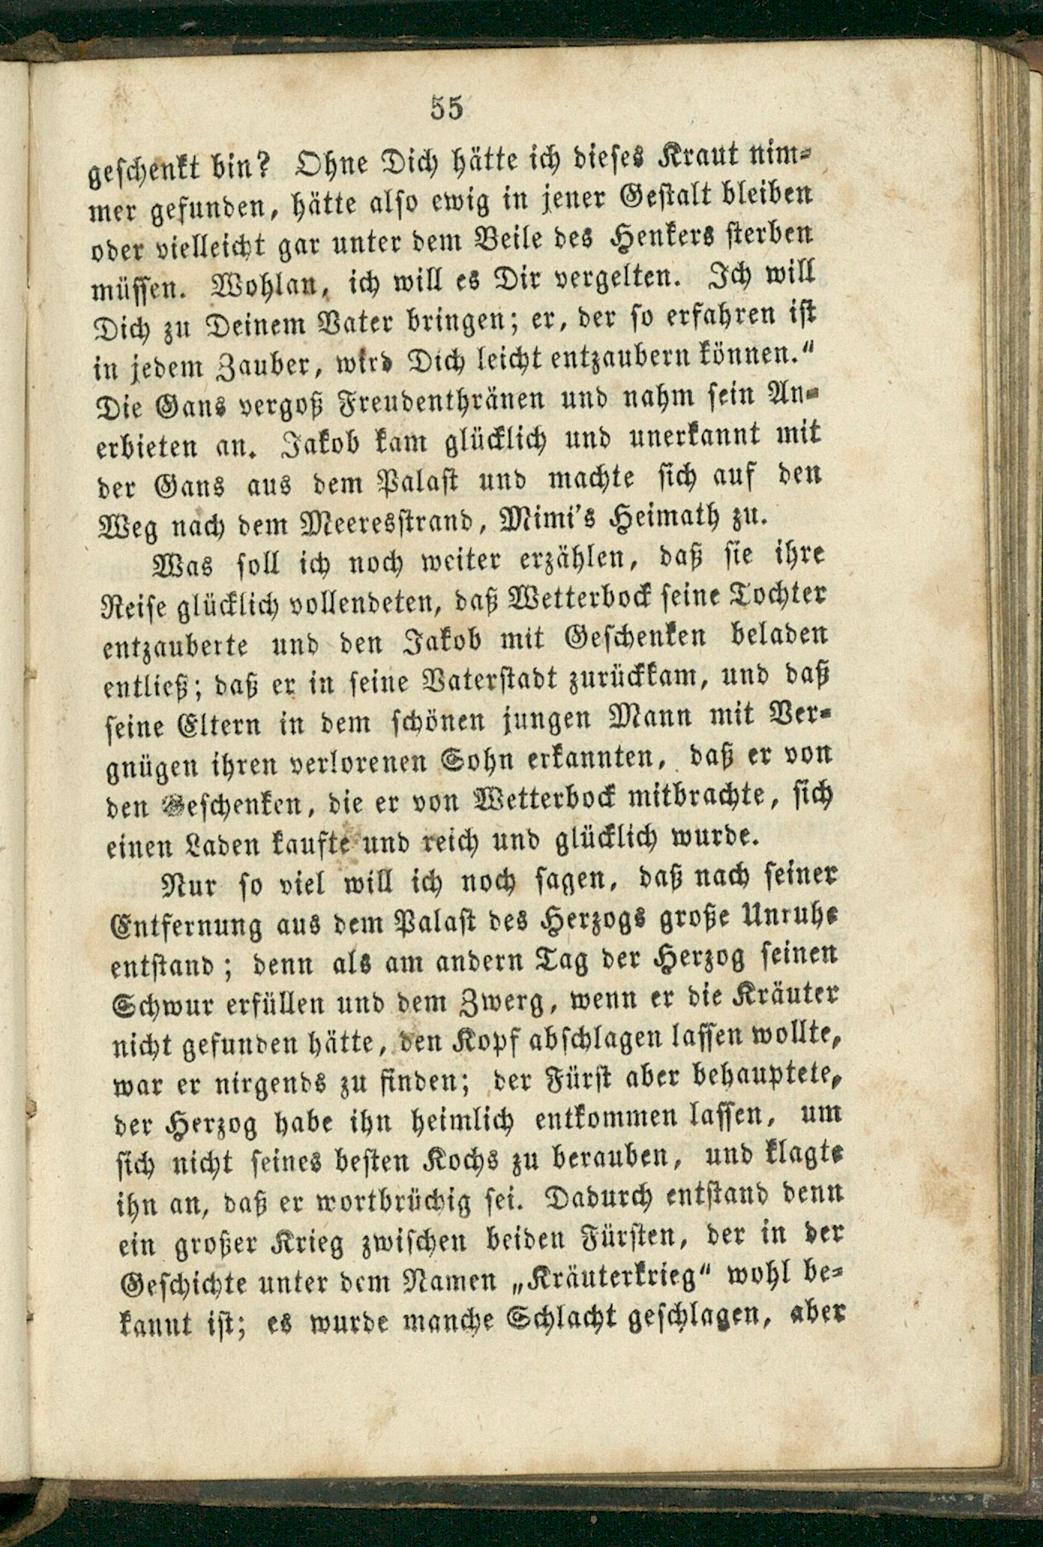 55
geschenkt bin? Ohne Dich hätte ich dieses Kraut nim-
mer gefunden, hätte also ewig in jener Gestalt bleiben
oder vielleicht gar unter dem Beile des Henkers sterben
müssen. Wohlan, ich will es Dir vergelten. Ich will
Dich zu Deinem Vater bringen; er, der so erfahren ist
in jedem Zauber, wird Dich leicht entzaubern können."
Die Gans vergoß Freudenthränen und nahm sein An-
erbieten an. Jakob kam glücklich und unerkannt mit
der Gans aus dem Palast und machte sich auf den
Weg nach dem Meeresstrand, Mimi's Heimath zu.
Was soll ich noch weiter erzählen, daß sie ihre
Reise glücklich vollendeten, daß Wetterbock seine Tochter
entzauberte und den Jakob mit Geschenken beladen
entließ; daß er in seine Vaterstadt zurückkam, und daß
seine Eltern in dem schönen jungen Mann mit Ver-
gnügen ihren verlorenen Sohn erkannten, daß er von
den Geschenken, die er von Wetterbock mitbrachte, sich
einen Laden kaufte und reich und glücklich wurde.
Nur so viel will ich noch sagen, daß nach seiner
Entfernung aus dem Palast des Herzogs große Unruhe
entstand; denn als am andern Tag der Herzog seinen
Schwur erfüllen und dem Zwerg, wenn er die Kräuter
nicht gefunden hätte, den Kopf abschlagen lassen wollte,
war er nirgends zu finden; der Fürst aber behauptete,
der Herzog habe ihn heimlich entkommen lassen, um
sich nicht seines besten Kochs zu berauben, und klagte
ihn an, daß er wortbrüchig sei. Dadurch entstand denn
ein großer Krieg zwischen beiden Fürsten, der in der
Geschichte unter dem Namen „Kräuterkrieg" wohl be-
kannt ist; es wurde manche Schlacht geschlagen, aber